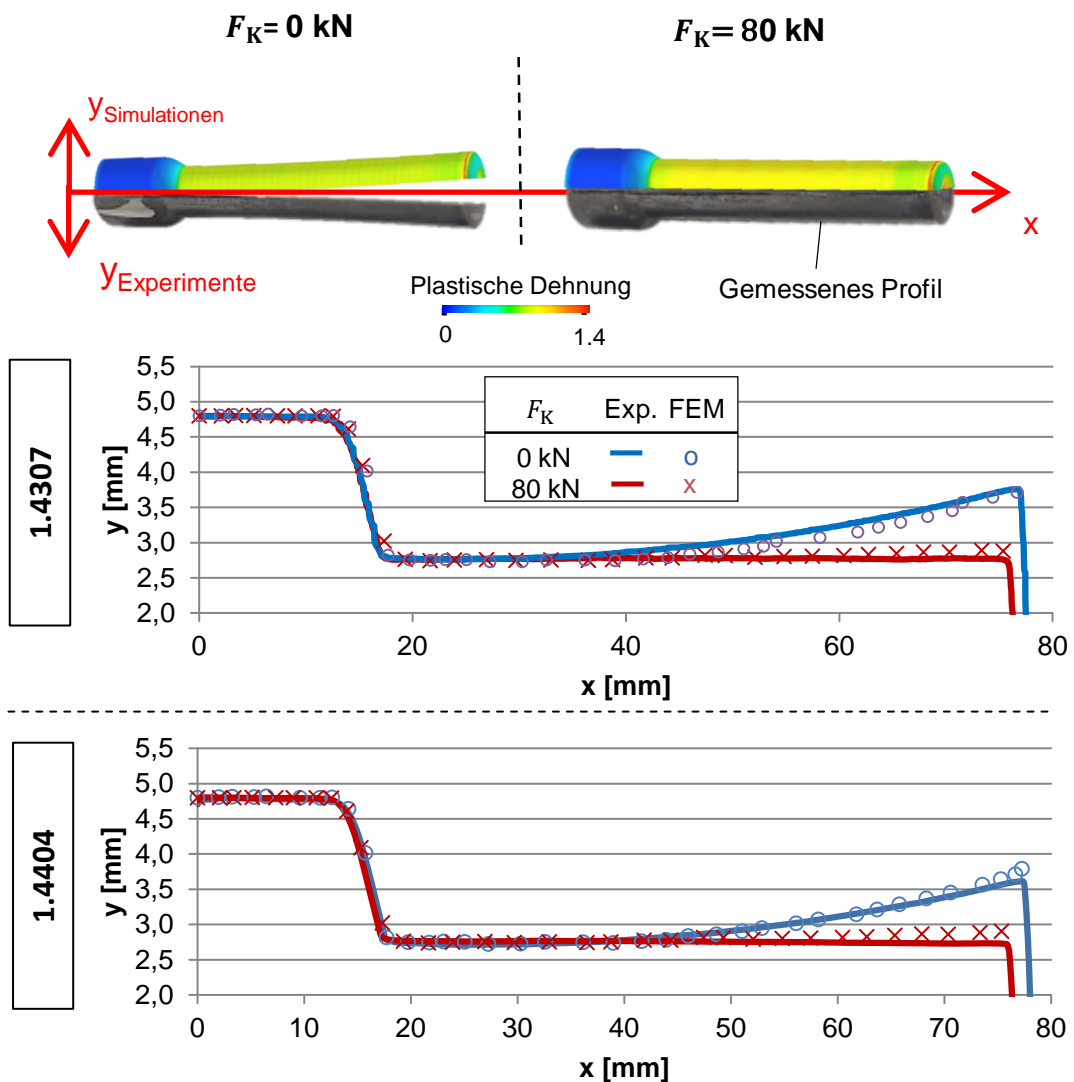 F_K= 0 kN
F_K= 80 kN
y_Simulationen
y_Experimente
x
Plastische Dehnung
0
1.4
Gemessenes Profil
1.4307
y [mm]
5,5
5,0
4,5
4,0
3,5
3,0
2,5
2,0
F_K Exp. FEM
0 kN
80 kN
0 20 40 60 80
x [mm]
1.4404
y [mm]
5,5
5,0
4,5
4,0
3,5
3,0
2,5
2,0
0 10 20 30 40 50 60 70 80
x [mm]